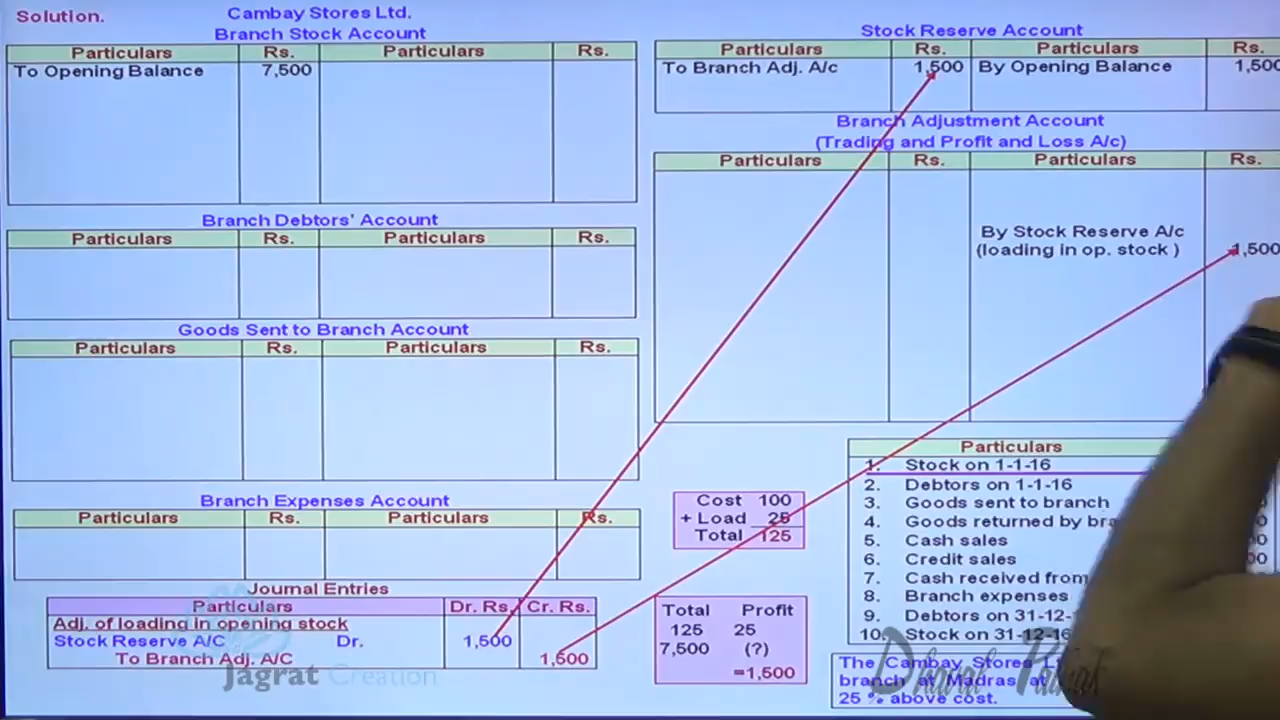 Solution.
Cambay Stores Ltd.
Branch Stock Account
Particulars Rs. Particulars Rs.
To Opening Balance 7,500
Branch Debtors' Account
Particulars Rs. Particulars Rs.
Goods Sent to Branch Account
Particulars Rs. Particulars Rs.
Branch Expenses Account
Particulars Rs. Particulars Rs.
Journal Entries
Particulars Dr. Rs. Cr. Rs.
Adj. of loading in opening stock
Stock Reserve A/C Dr. 1,500
To Branch Adj. A/C 1,500
Jagrat Creation
Stock Reserve Account
Particulars Rs. Particulars Rs.
To Branch Adj. A/c 1,500 By Opening Balance 1,500
Branch Adjustment Account
(Trading and Profit and Loss A/c)
Particulars Rs. Particulars Rs.
By Stock Reserve A/c
(loading in op. stock ) 1,500
Cost 100
+ Load 25
Total 125
Total Profit
125 25
7,500 (?)
=1,500
Particulars
1. Stock on 1-1-16
2. Debtors on 1-1-16
3. Goods sent to branch
4. Goods returned by bra
5. Cash sales
6. Credit sales
7. Cash received from
8. Branch expenses
9. Debtors on 31-12-
10. Stock on 31-12-16
The Cambay Stores L
branch at Madras at
25 % above cost.